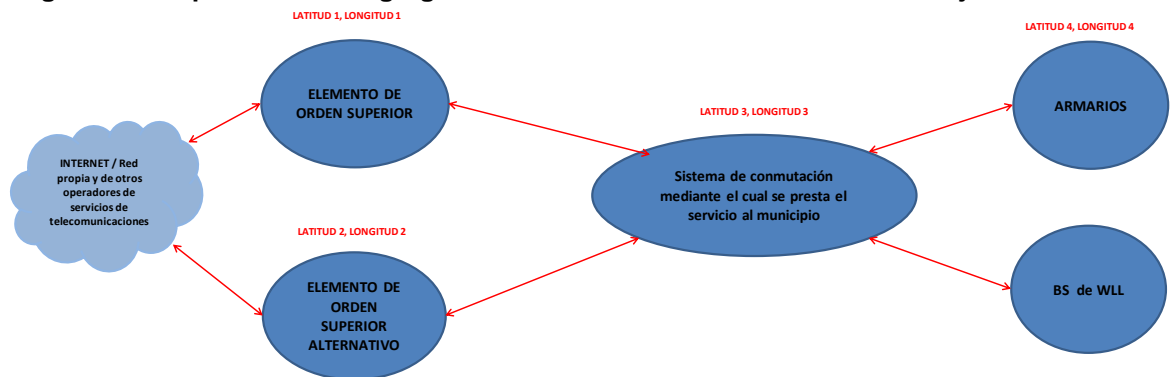 LATITUD 1, LONGITUD 1
ELEMENTO DE
ORDEN SUPERIOR
INTERNET / Red
propia y de otros
operadores de
servicios de
telecomunicaciones
LATITUD 2, LONGITUD 2
ELEMENTO DE
ORDEN
SUPERIOR
ALTERNATIVO
LATITUD 3, LONGITUD 3
Sistema de conmutación
mediante el cual se presta el
servicio al municipio
LATITUD 4, LONGITUD 4
ARMARIOS
BS de WLL